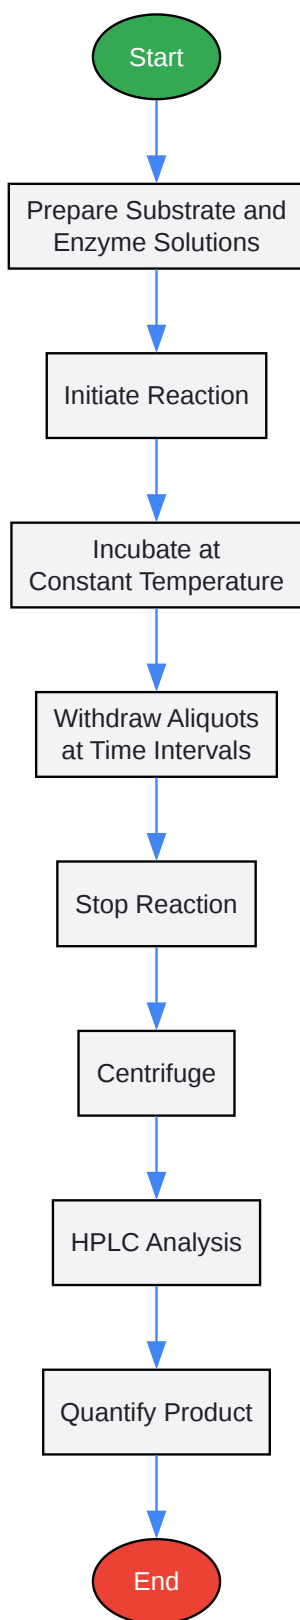 Start
Prepare Substrate and
Enzyme Solutions
Initiate Reaction
Incubate at
Constant Temperature
Withdraw Aliquots
at Time Intervals
Stop Reaction
Centrifuge
HPLC Analysis
Quantify Product
End